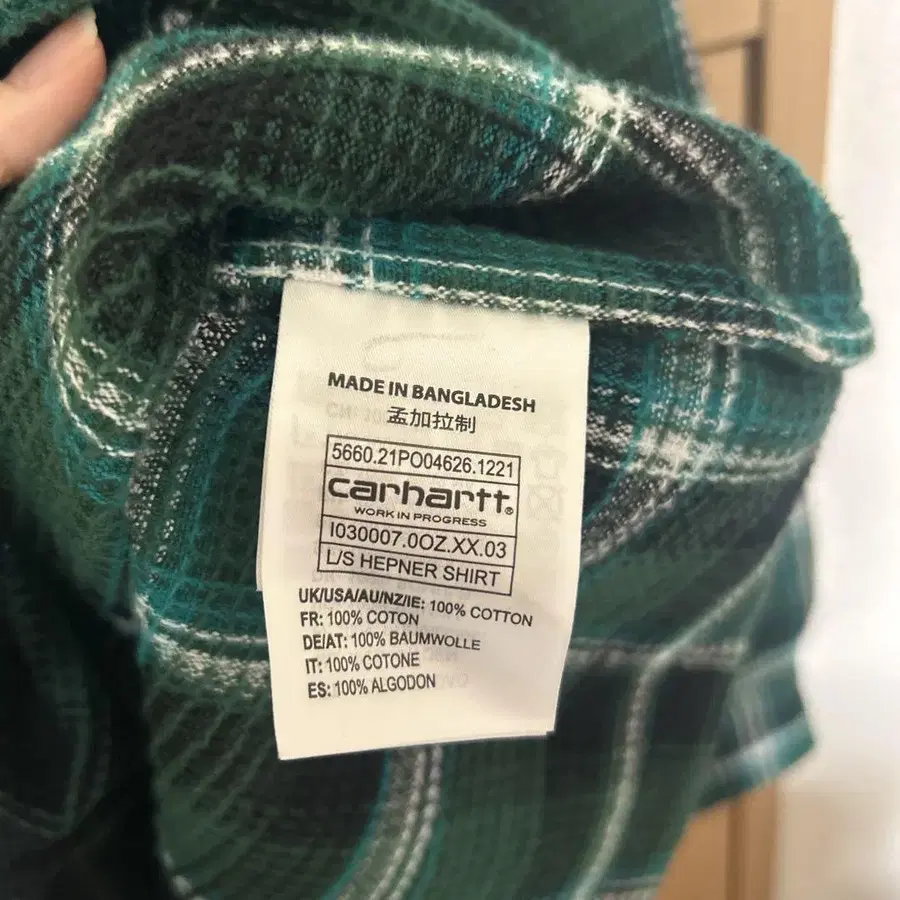 MADE IN BANGLADESH
孟加拉制
5660.21PO04626.1221
carhartt®
WORK IN PROGRESS
I030007.0OZ.XX.03
L/S HEPNER SHIRT
UK/USA/AU/NZ/IE: 100% COTTON
FR: 100% COTON
DE/AT: 100% BAUMWOLLE
IT: 100% COTONE
ES: 100% ALGODON